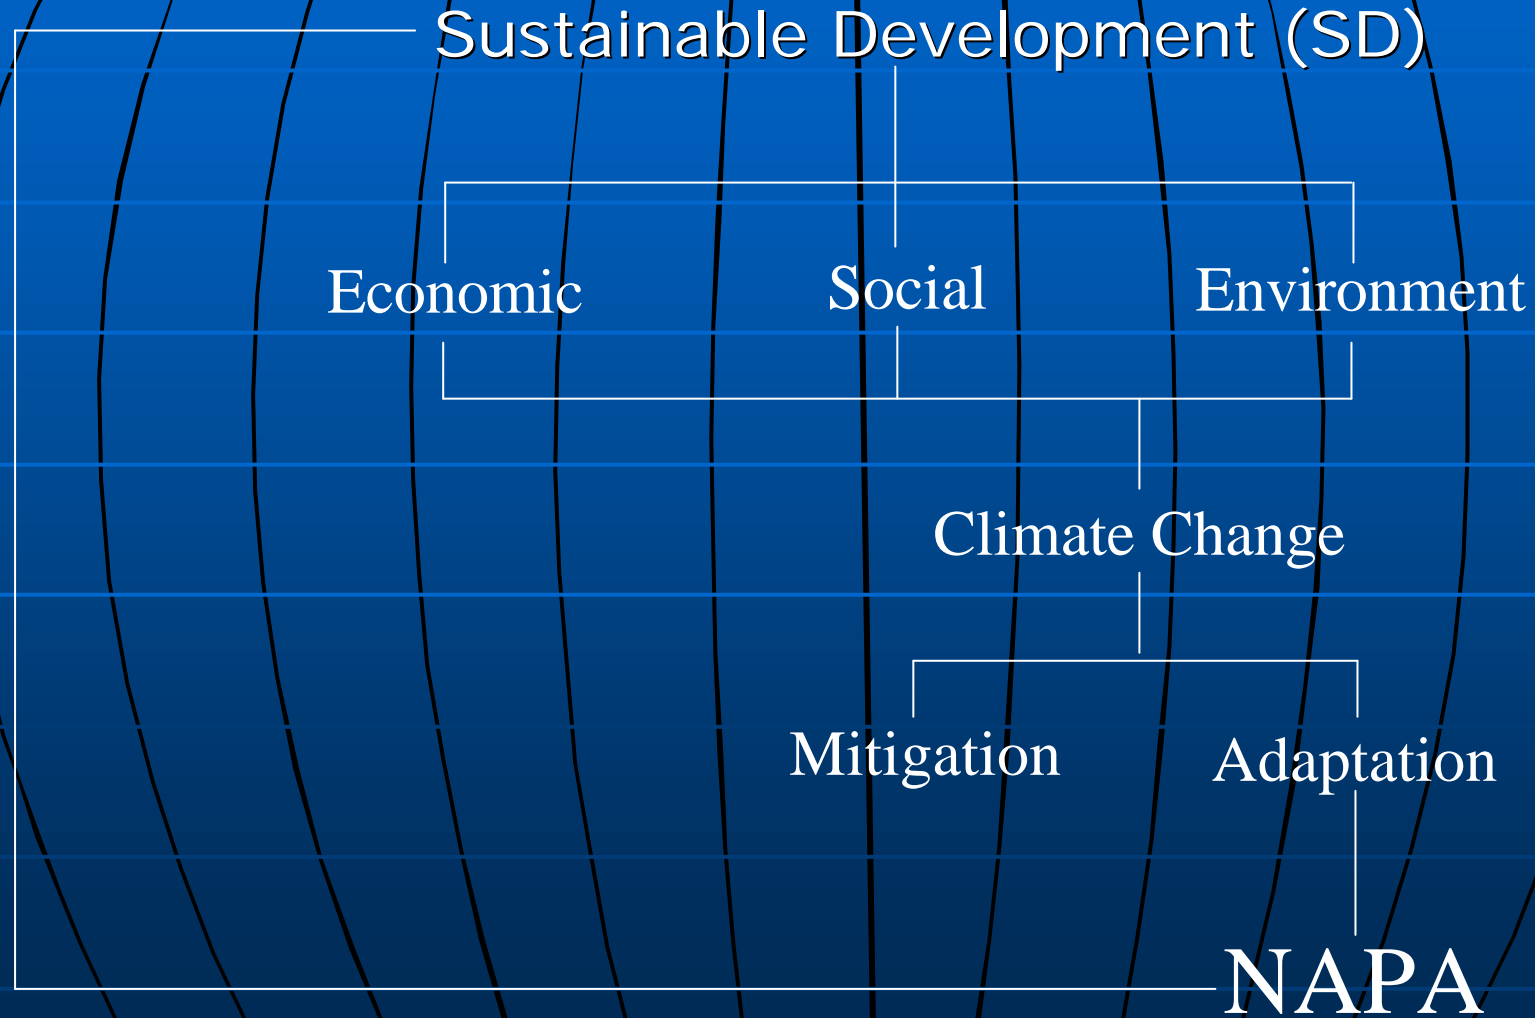 Sustainable Development (SD)
Economic
Social
Environment
Climate Change
Mitigation
Adaptation
NAPA